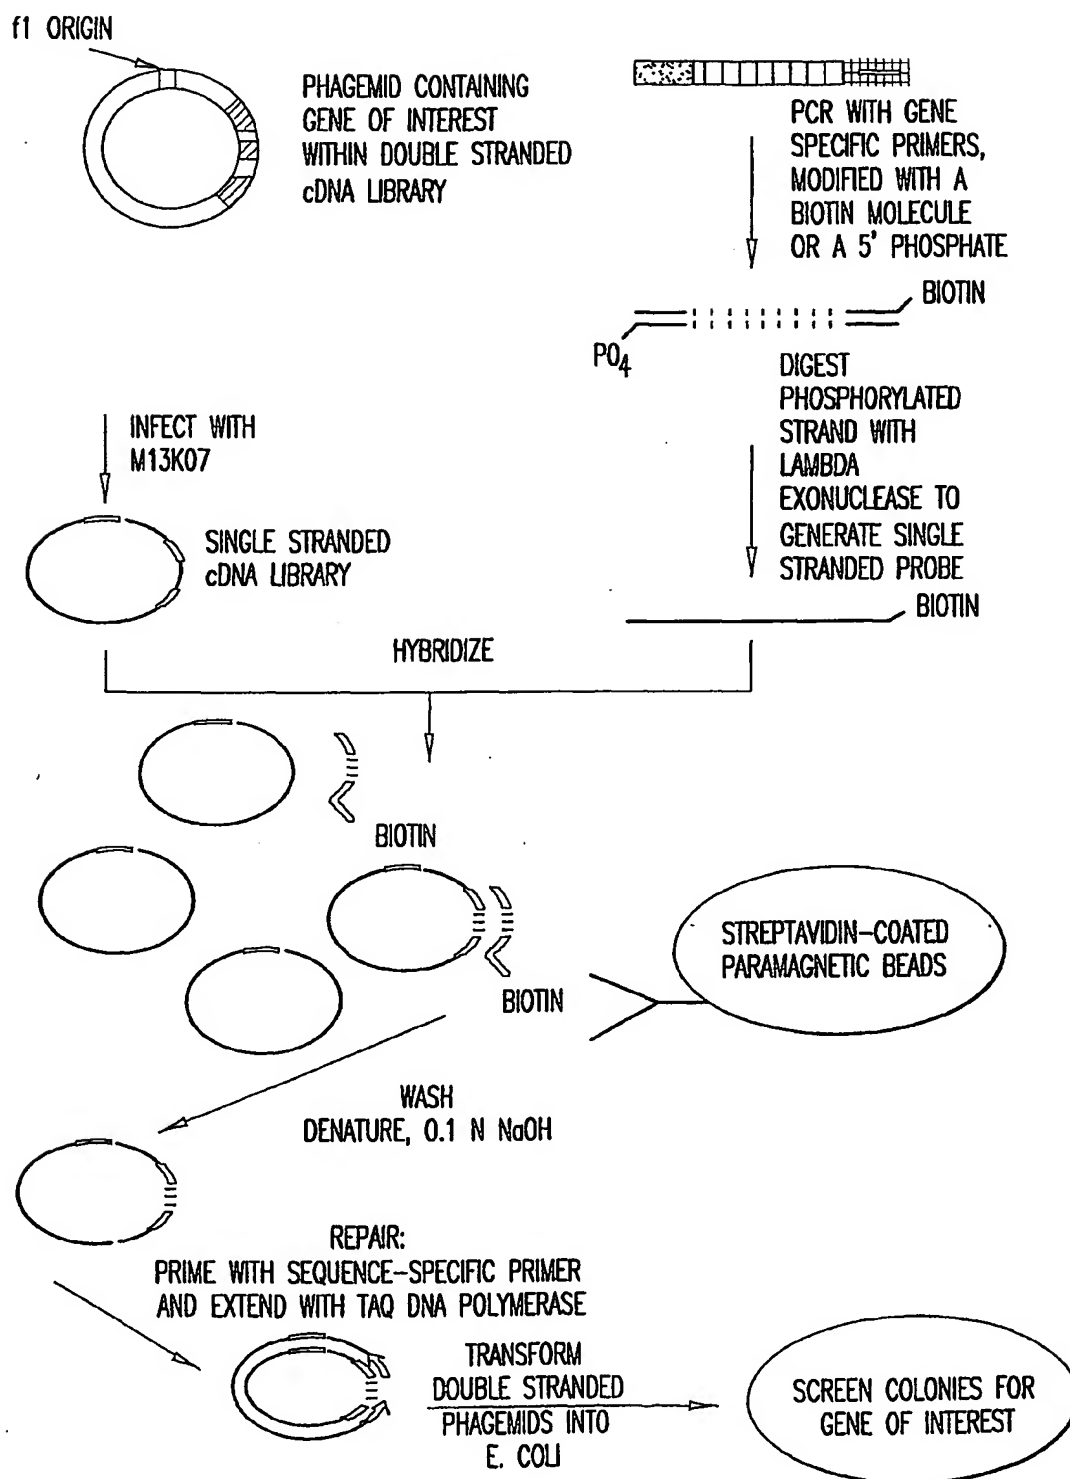 f1 ORIGIN
PHAGEMID CONTAINING
GENE OF INTEREST
WITHIN DOUBLE STRANDED
cDNA LIBRARY
PCR WITH GENE
SPECIFIC PRIMERS,
MODIFIED WITH A
BIOTIN MOLECULE
OR A 5' PHOSPHATE
BIOTIN
PO4
DIGEST
PHOSPHORYLATED
STRAND WITH
LAMBDA
EXONUCLEASE TO
GENERATE SINGLE
STRANDED PROBE
BIOTIN
INFECT WITH
M13K07
SINGLE STRANDED
cDNA LIBRARY
HYBRIDIZE
BIOTIN
BIOTIN
STREPTAVIDIN-COATED
PARAMAGNETIC BEADS
WASH
DENATURE, 0.1 N NaOH
REPAIR:
PRIME WITH SEQUENCE-SPECIFIC PRIMER
AND EXTEND WITH TAQ DNA POLYMERASE
TRANSFORM
DOUBLE STRANDED
PHAGEMIDS INTO
E. COLI
SCREEN COLONIES FOR
GENE OF INTEREST